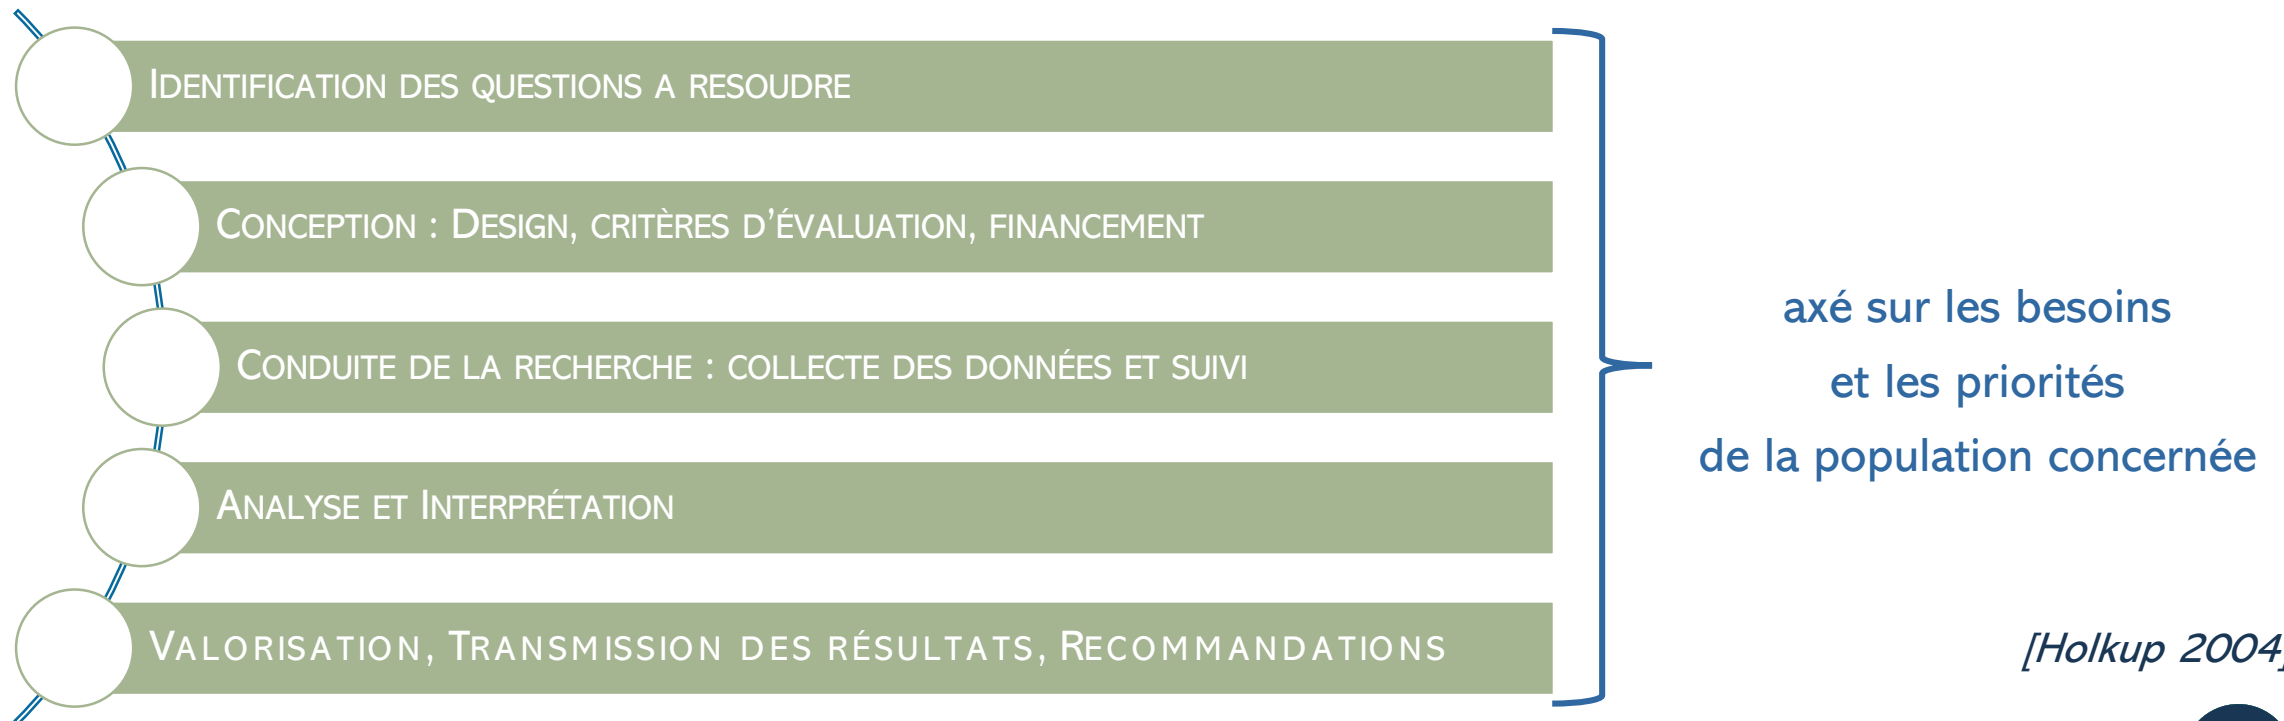 IDENTIFICATION DES QUESTIONS A RESOUDRE
CONCEPTION : DESIGN, CRITÈRES D’ÉVALUATION, FINANCEMENT
CONDUITE DE LA RECHERCHE : COLLECTE DES DONNÉES ET SUIVI
ANALYSE ET INTERPRÉTATION
VALORISATION, TRANSMISSION DES RÉSULTATS, RECOMMANDATIONS
axé sur les besoins
et les priorités
de la population concernée
[Holkup 2004]